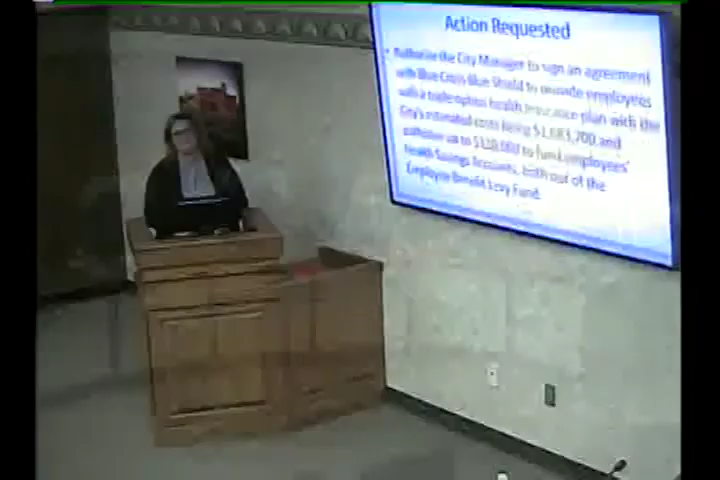 Action Requested
• Authorize the City Manager to sign an agreement
with Blue Cross Blue Shield to provide employees
with a triple option health insurance plan with the
City's estimated costs being $1,683,700 and
authorize up to $120,000 to fund employees'
Health Savings Accounts, both out of the
Employee Benefit Levy Fund.